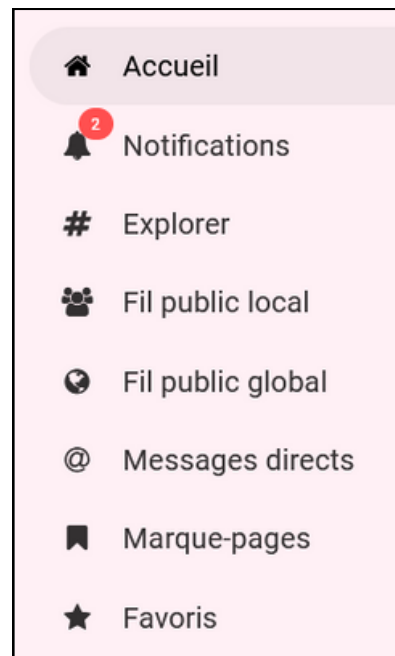 Accueil
2
Notifications
# Explorer
Fil public local
Fil public global
@ Messages directs
Marque-pages
Favoris